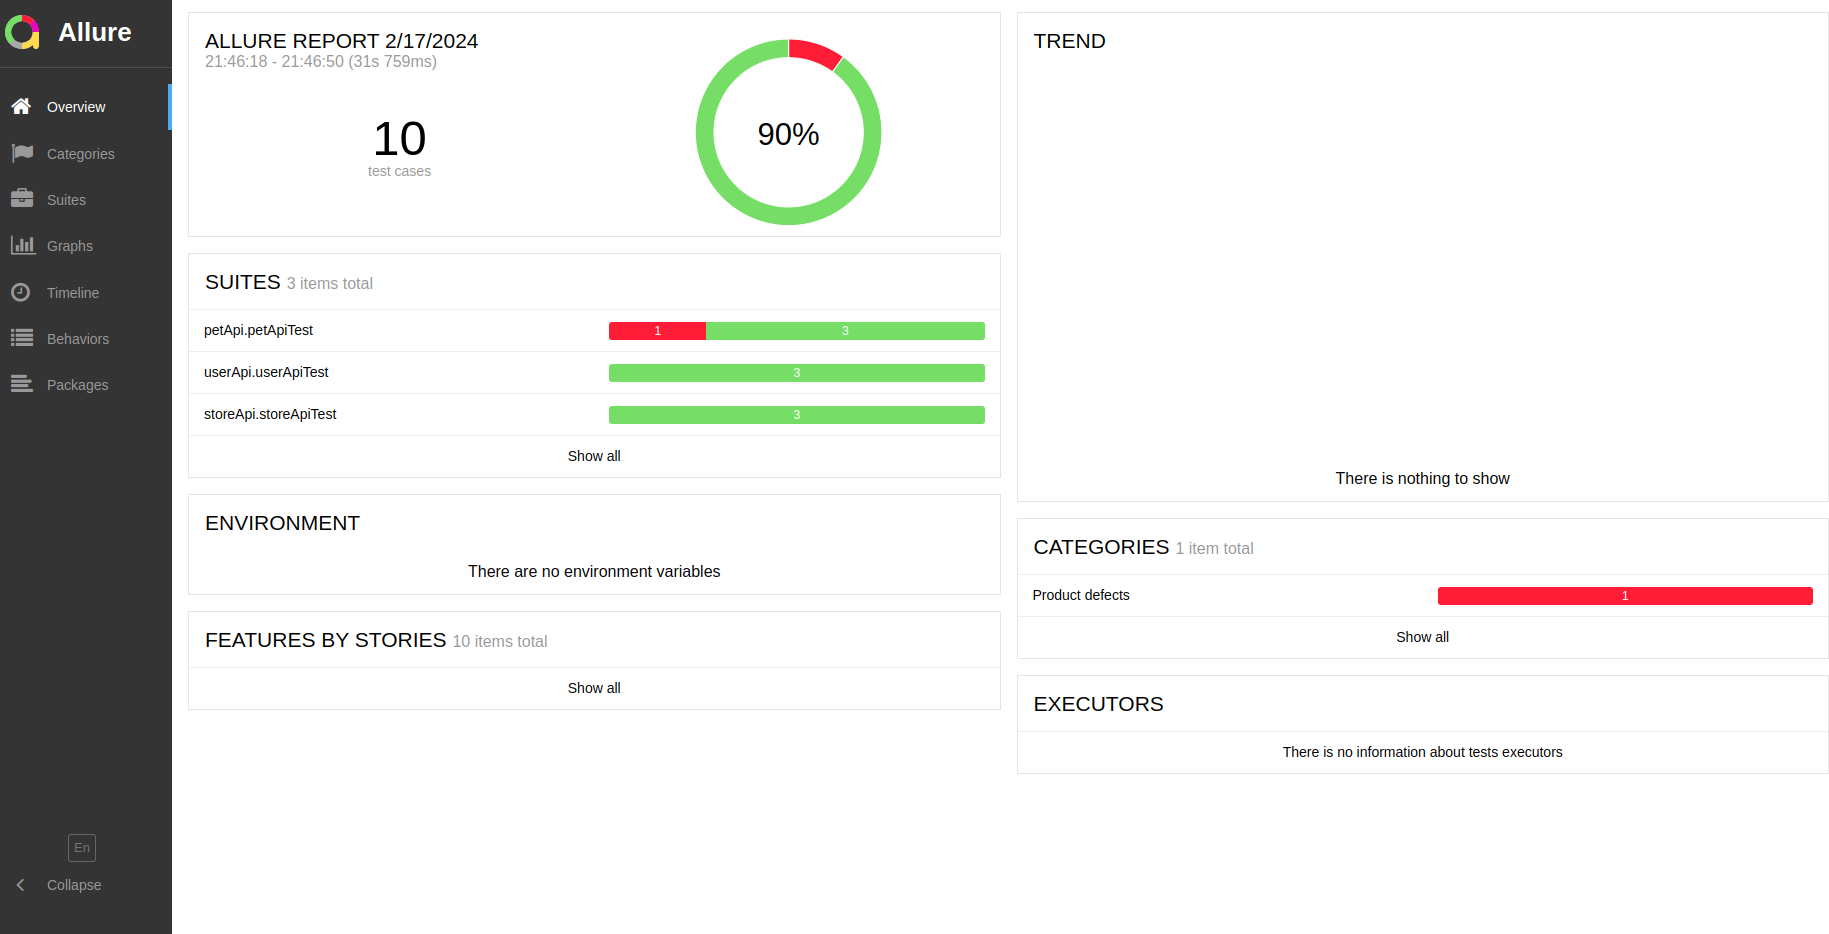 Allure
Overview
Categories
Suites
Graphs
Timeline
Behaviors
Packages
En
Collapse
ALLURE REPORT 2/17/2024
21:46:18 - 21:46:50 (31s 759ms)
10
test cases
90%
SUITES 3 items total
petApi.petApiTest 1 3
userApi.userApiTest 3
storeApi.storeApiTest 3
Show all
ENVIRONMENT
There are no environment variables
FEATURES BY STORIES 10 items total
Show all
TREND
There is nothing to show
CATEGORIES 1 item total
Product defects 1
Show all
EXECUTORS
There is no information about tests executors